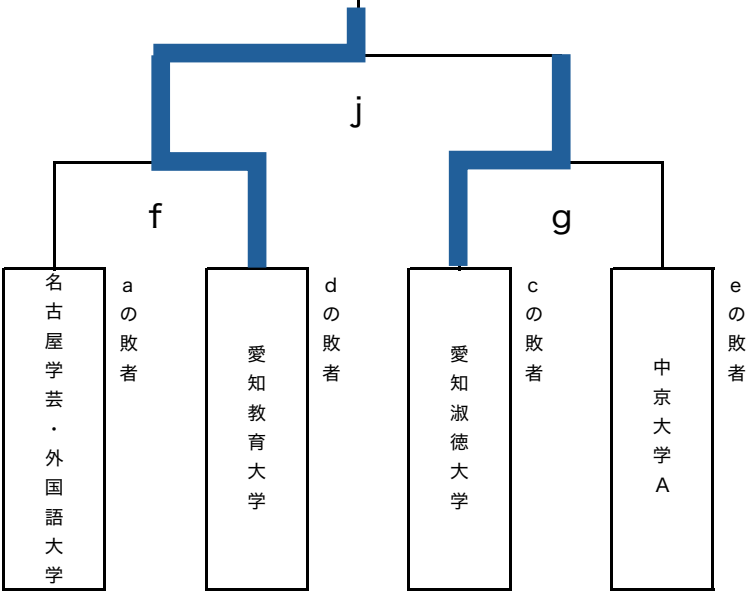 j
f
g
名古屋学芸・外国語大学
aの敗者
愛知教育大学
dの敗者
愛知淑徳大学
cの敗者
中京大学A
eの敗者